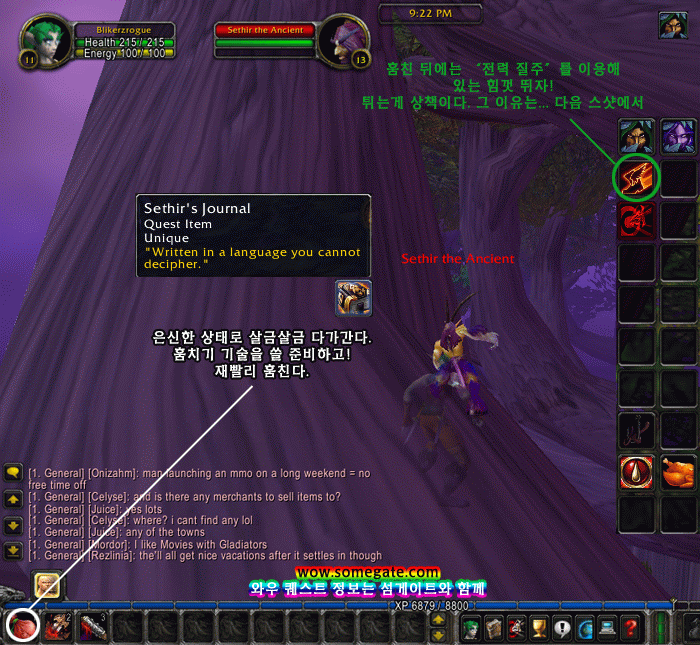 9:22 PM
Blikerzrogue
Health 215 / 215
Energy 100 / 100
11
Sethir the Ancient
13
훔친 뒤에는 “전력 질주”를 이용해
있는 힘껏 뛰자!
튀는게 상책이다. 그 이유는... 다음 스샷에서
Sethir's Journal
Quest Item
Unique
"Written in a language you cannot
decipher."
Sethir the Ancient
은신한 상태로 살금살금 다가간다.
훔치기 기술을 쓸 준비하고!
재빨리 훔친다.
[1. General] [Onizahm]: man launching an mmo on a long weekend = no
free time off
[1. General] [Celyse]: and is there any merchants to sell items to?
[1. General] [Juice]: yes lots
[1. General] [Celyse]: where? i cant find any lol
[1. General] [Juice]: any of the towns
[1. General] [Mordor]: I like Movies with Gladiators
[1. General] [Rezlinia]: the'll all get nice vacations after it settles in though
wow.somegate.com
와우 퀘스트 정보는 섬게이트와 함께
XP 6879 / 8800
2
3